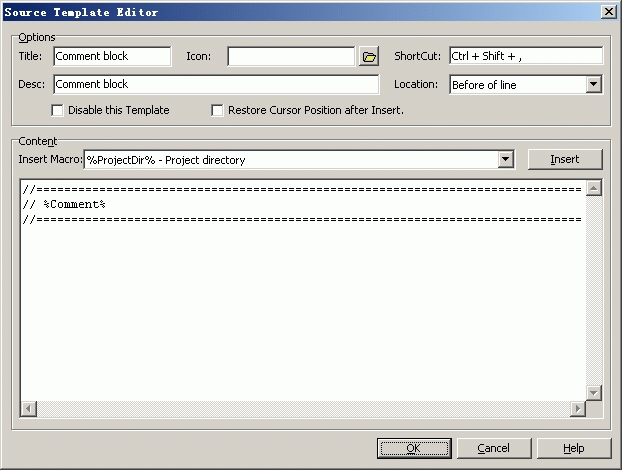 Source Template Editor
Options
Title: Comment block Icon: ShortCut: Ctrl + Shift + ,
Desc: Comment block Location: Before of line
Disable this Template Restore Cursor Position after Insert.
Content
Insert Macro: %ProjectDir% - Project directory Insert
//==============================================================================
// %Comment%
//==============================================================================
OK Cancel Help